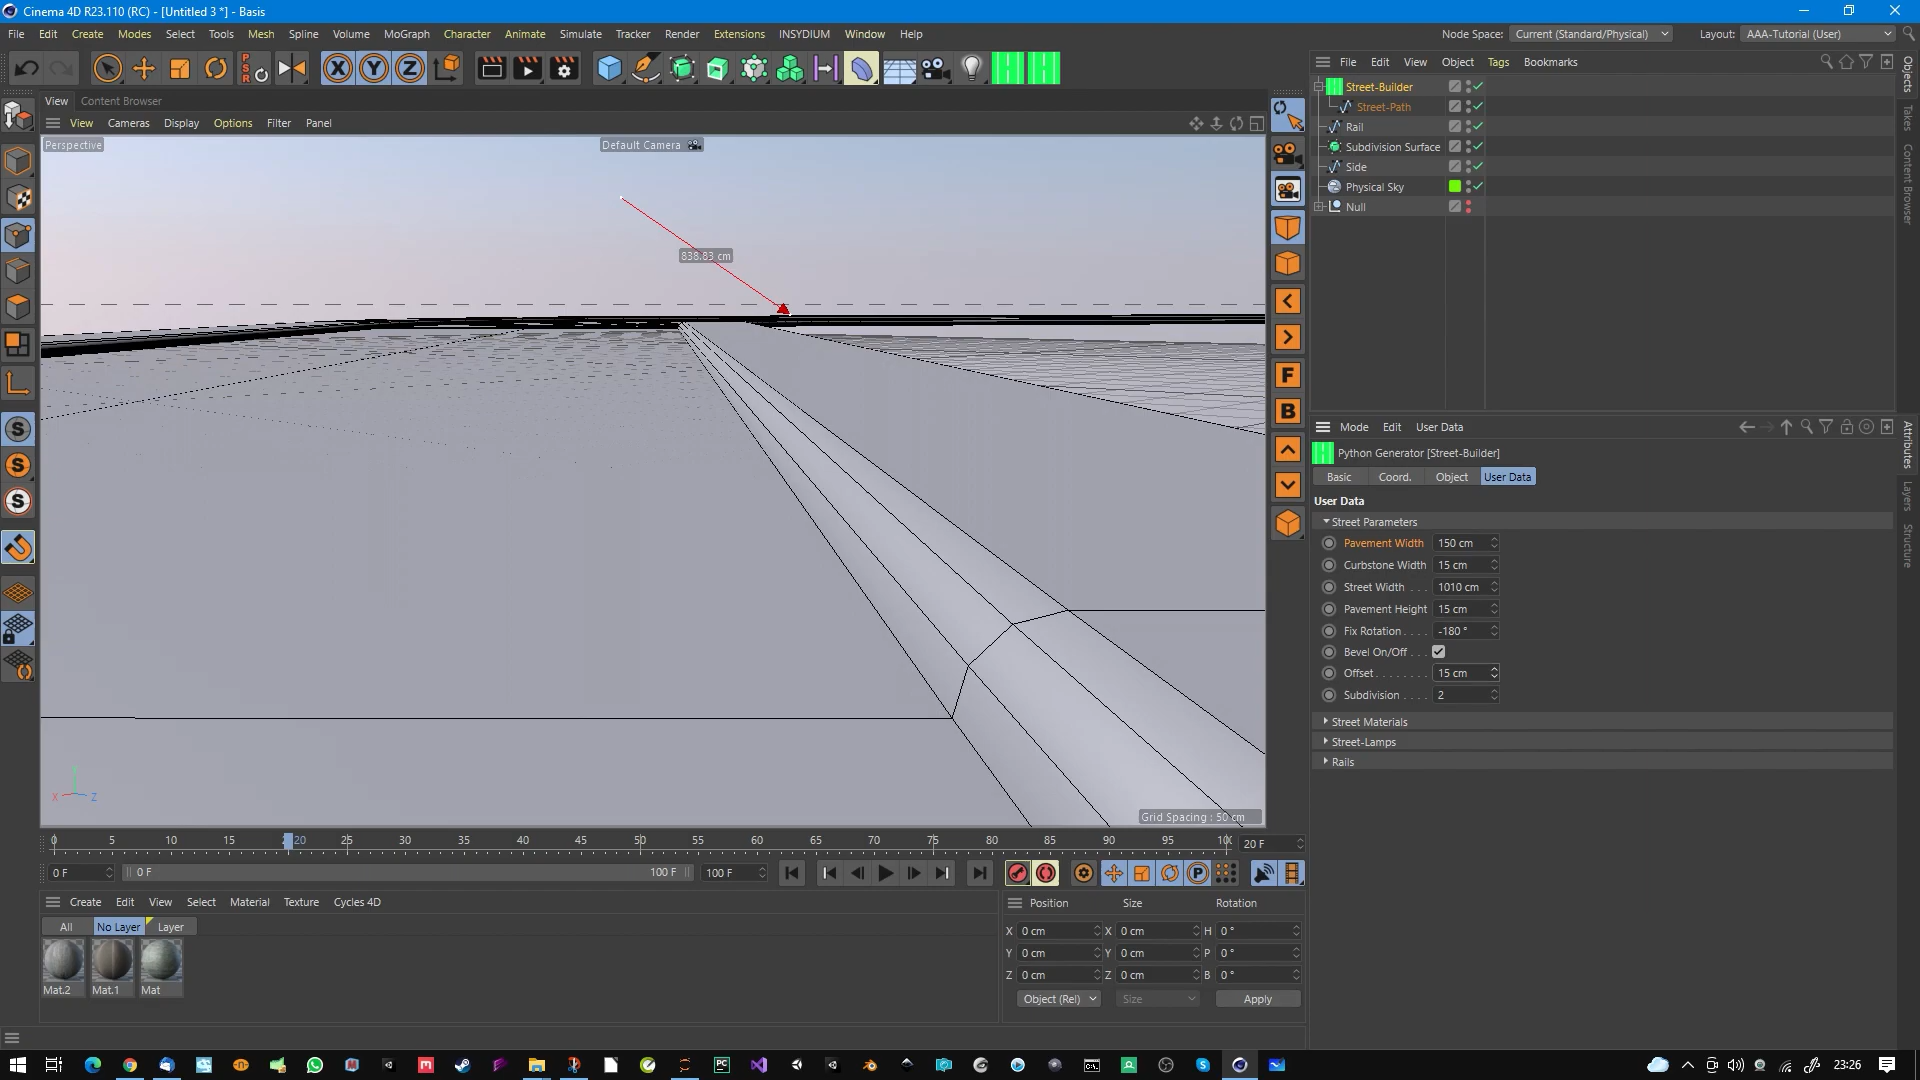 Cinema 4D R23.110 (RC) - [Untitled 3 *] - Basis
File Edit Create Modes Select Tools Mesh Spline Volume MoGraph Character Animate Simulate Tracker Render Extensions INSYDIUM Window Help Node Space: Current (Standard/Physical) Layout: AAA-Tutorial (User)
PSR X Y Z
View Content Browser
View Cameras Display Options Filter Panel
Perspective
Default Camera
838.83 cm
Grid Spacing : 50 cm
X Y Z
S
S
S
F
B
File Edit View Object Tags Bookmarks
Street-Builder
Street-Path
Rail
Subdivision Surface
Side
Physical Sky
Null
Objects
Takes
Content Browser
Mode Edit User Data
Python Generator [Street-Builder]
Basic Coord. Object User Data
User Data
Street Parameters
Pavement Width 150 cm
Curbstone Width 15 cm
Street Width . . . 1010 cm
Pavement Height 15 cm
Fix Rotation . . . . -180 °
Bevel On/Off . . .
Offset . . . . . . . . 15 cm
Subdivision . . . . 2
Street Materials
Street-Lamps
Rails
Attributes
Layers
Structure
0 5 10 15 20 25 30 35 40 45 50 55 60 65 70 75 80 85 90 95 10 20 F
0 F 0 F 100 F 100 F
P
Create Edit View Select Material Texture Cycles 4D
All No Layer Layer
Mat.2 Mat.1 Mat
Position Size Rotation
X 0 cm X 0 cm H 0 °
Y 0 cm Y 0 cm P 0 °
Z 0 cm Z 0 cm B 0 °
Object (Rel) Size Apply
23:26